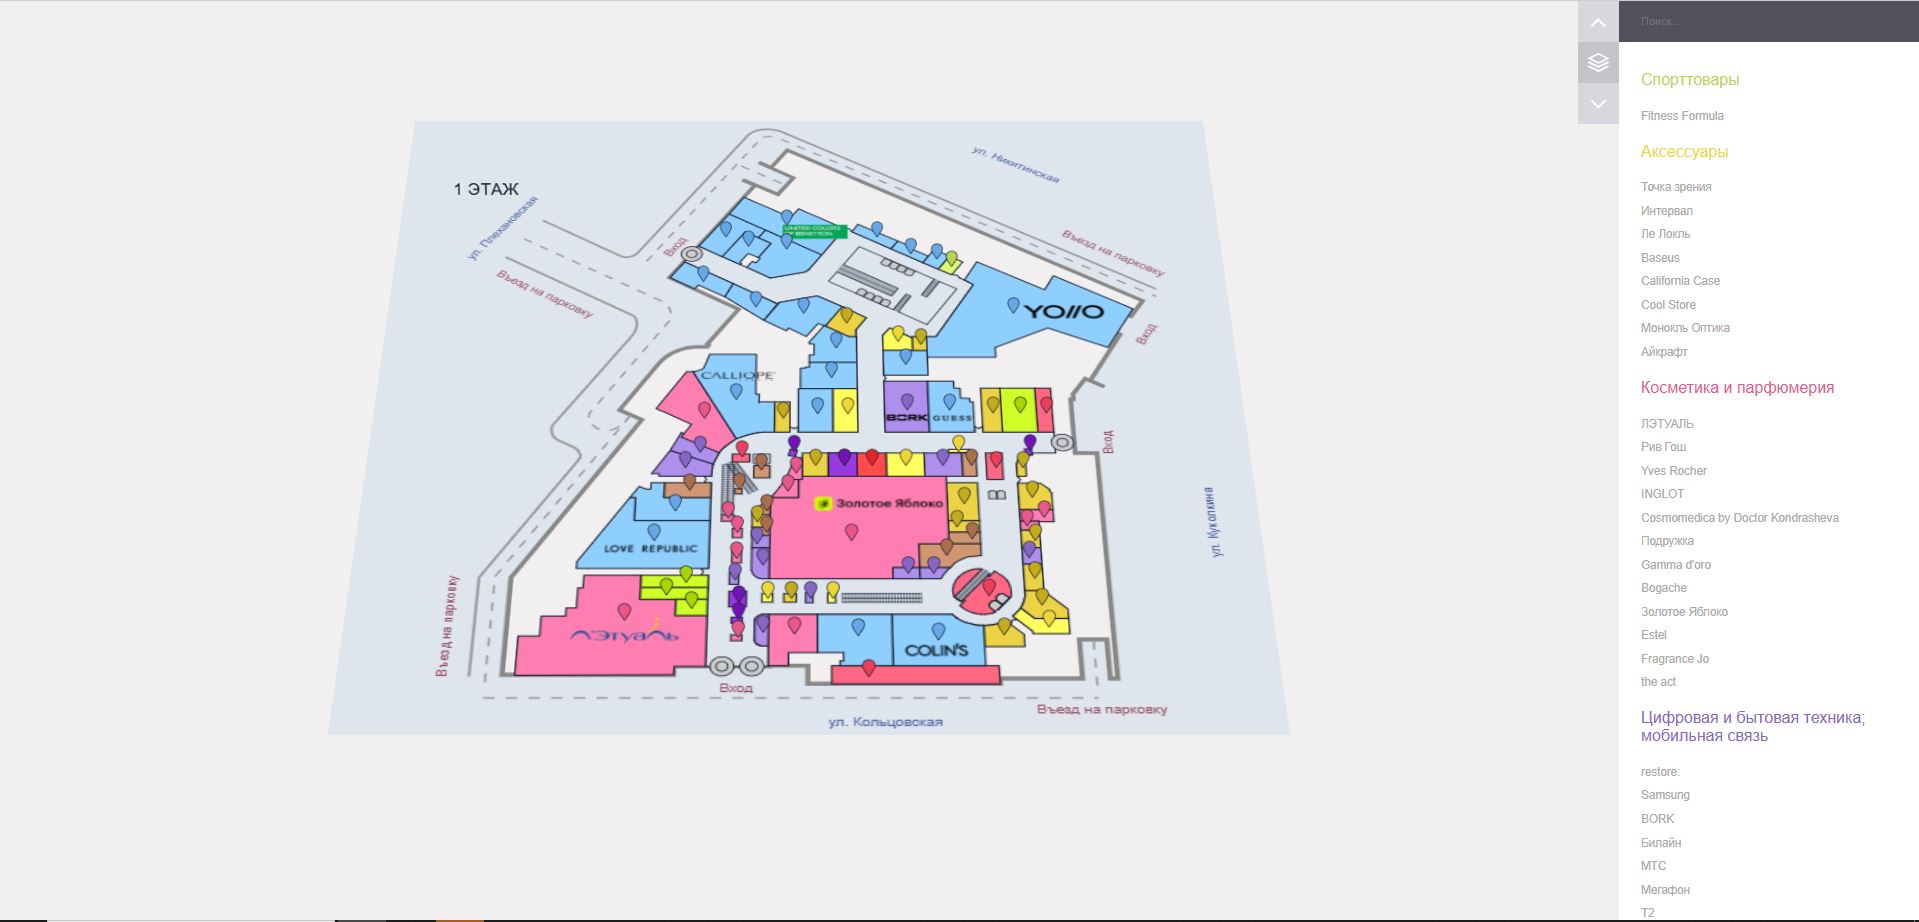 Поиск...
1 ЭТАЖ
ул. Никитинская
ул. Плехановская
Въезд на парковку
UNITED COLORS
OF BENETTON.
Вход
Въезд на парковку
YO//O
Вход
CALLIOPE
BORK
GUESS
Вход
Золотое Яблоко
ул. Куколкина
LOVE REPUBLIC
Л'Этуаль
COLIN'S
Въезд на парковку
Вход
Въезд на парковку
ул. Кольцовская
Спорттовары
Fitness Formula
Аксессуары
Точка зрения
Интервал
Ле Локль
Baseus
California Case
Cool Store
Монокль Оптика
Айкрафт
Косметика и парфюмерия
ЛЭТУАЛЬ
Рив Гош
Yves Rocher
INGLOT
Cosmomedica by Doctor Kondrasheva
Подружка
Gamma d'oro
Bogache
Золотое Яблоко
Estel
Fragrance Jo
the act
Цифровая и бытовая техника;
мобильная связь
restore:
Samsung
BORK
Билайн
МТС
Мегафон
T2